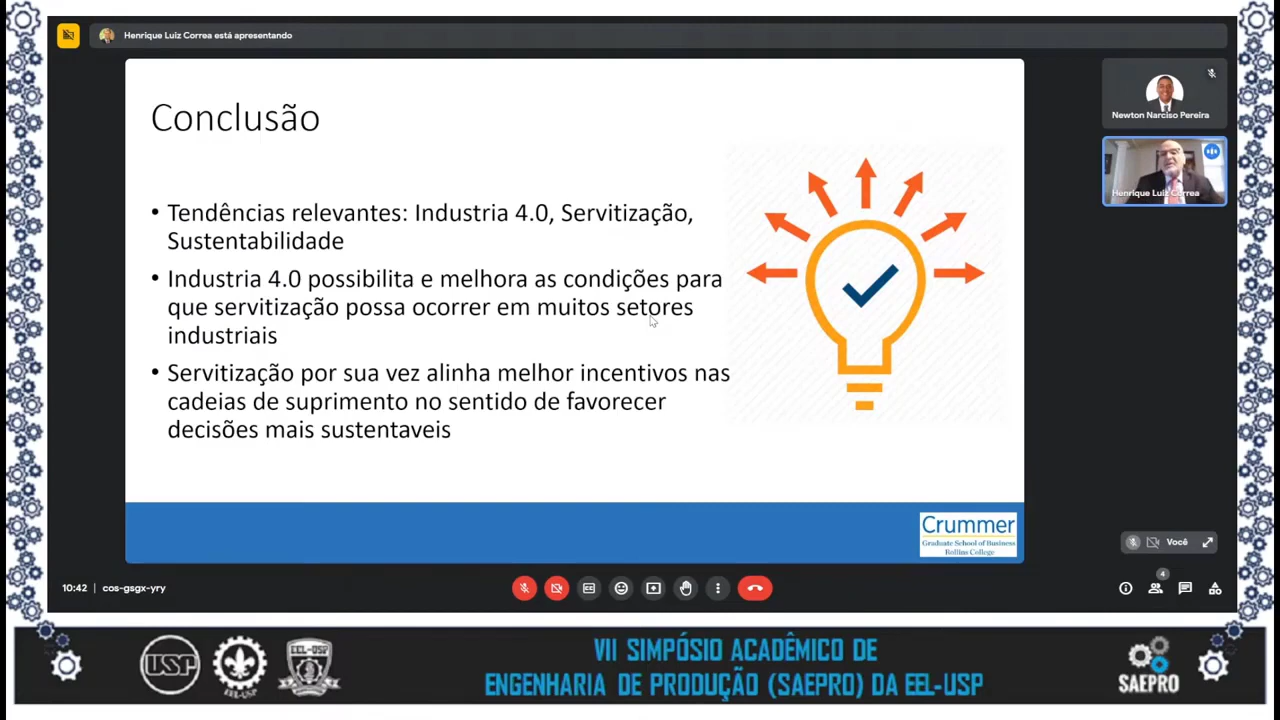 Henrique Luiz Correa está apresentando
Conclusão
• Tendências relevantes: Industria 4.0, Servitização,
Sustentabilidade
• Industria 4.0 possibilita e melhora as condições para
que servitização possa ocorrer em muitos setores
industriais
• Servitização por sua vez alinha melhor incentivos nas
cadeias de suprimento no sentido de favorecer
decisões mais sustentaveis
Crummer
Graduate School of Business
Rollins College
Newton Narciso Pereira
Henrique Luiz Correa
Você
10:42 | cos-gsgx-yry
4
USP
EEL-USP
EEL-USP
VII SIMPÓSIO ACADÊMICO DE
ENGENHARIA DE PRODUÇÃO (SAEPRO) DA EEL-USP
SAEPRO